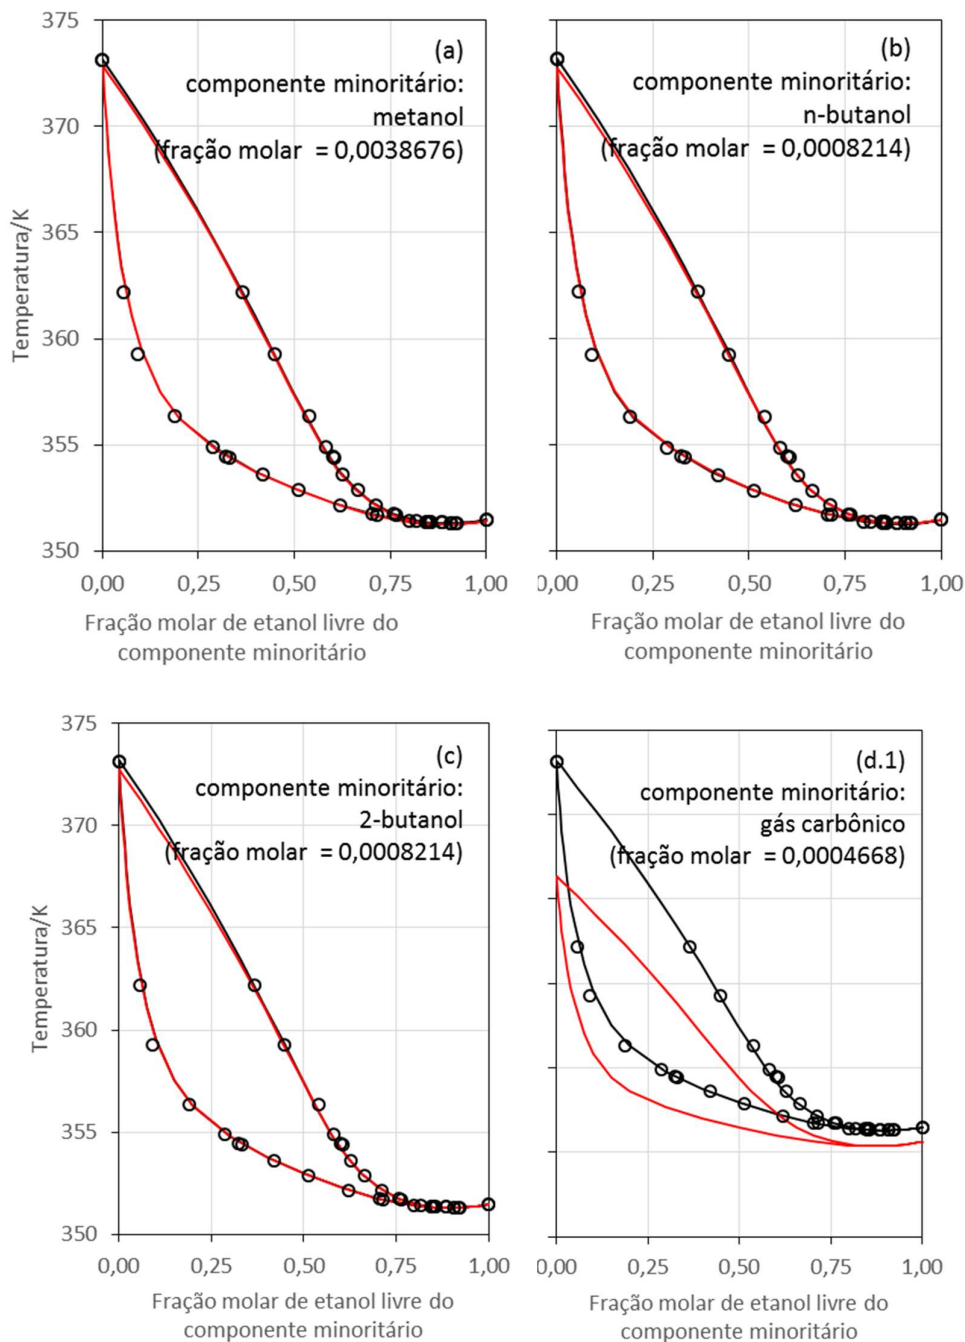 375
370
365
360
355
350
Temperatura/K
(a)
componente minoritário:
metanol
(fração molar = 0,0038676)
0,00 0,25 0,50 0,75 1,00
Fração molar de etanol livre do
componente minoritário
(b)
componente minoritário:
n-butanol
(fração molar = 0,0008214)
0,00 0,25 0,50 0,75 1,00
Fração molar de etanol livre do
componente minoritário
375
370
365
360
355
350
Temperatura/K
(c)
componente minoritário:
2-butanol
(fração molar = 0,0008214)
0,00 0,25 0,50 0,75 1,00
Fração molar de etanol livre do
componente minoritário
(d.1)
componente minoritário:
gás carbônico
(fração molar = 0,0004668)
0,00 0,25 0,50 0,75 1,00
Fração molar de etanol livre do
componente minoritário